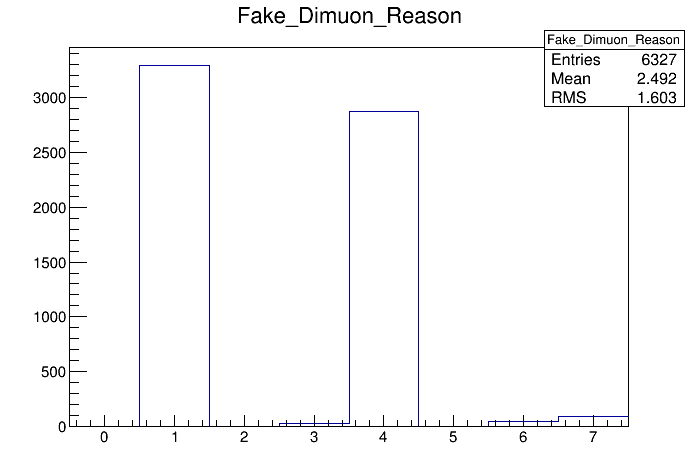 Fake_Dimuon_Reason
Fake_Dimuon_Reason
Entries 6327
Mean 2.492
RMS 1.603
3000
2500
2000
1500
1000
500
0
0 1 2 3 4 5 6 7